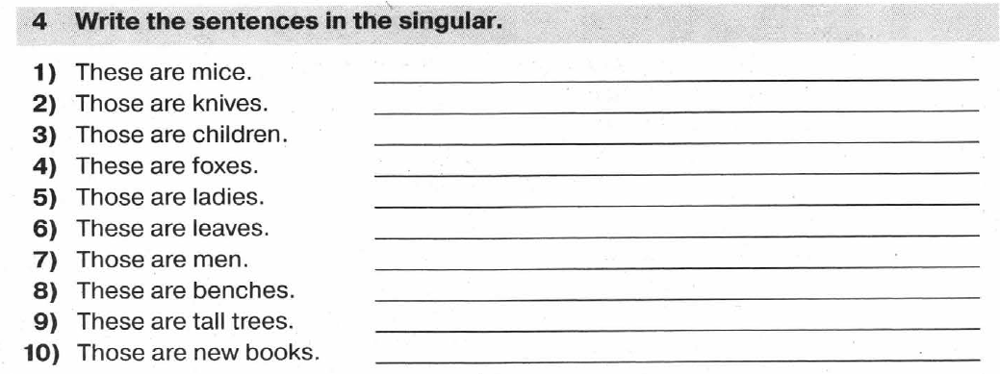 4 Write the sentences in the singular.
1) These are mice.
2) Those are knives.
3) Those are children.
4) These are foxes.
5) Those are ladies.
6) These are leaves.
7) Those are men.
8) These are benches.
9) These are tall trees.
10) Those are new books.